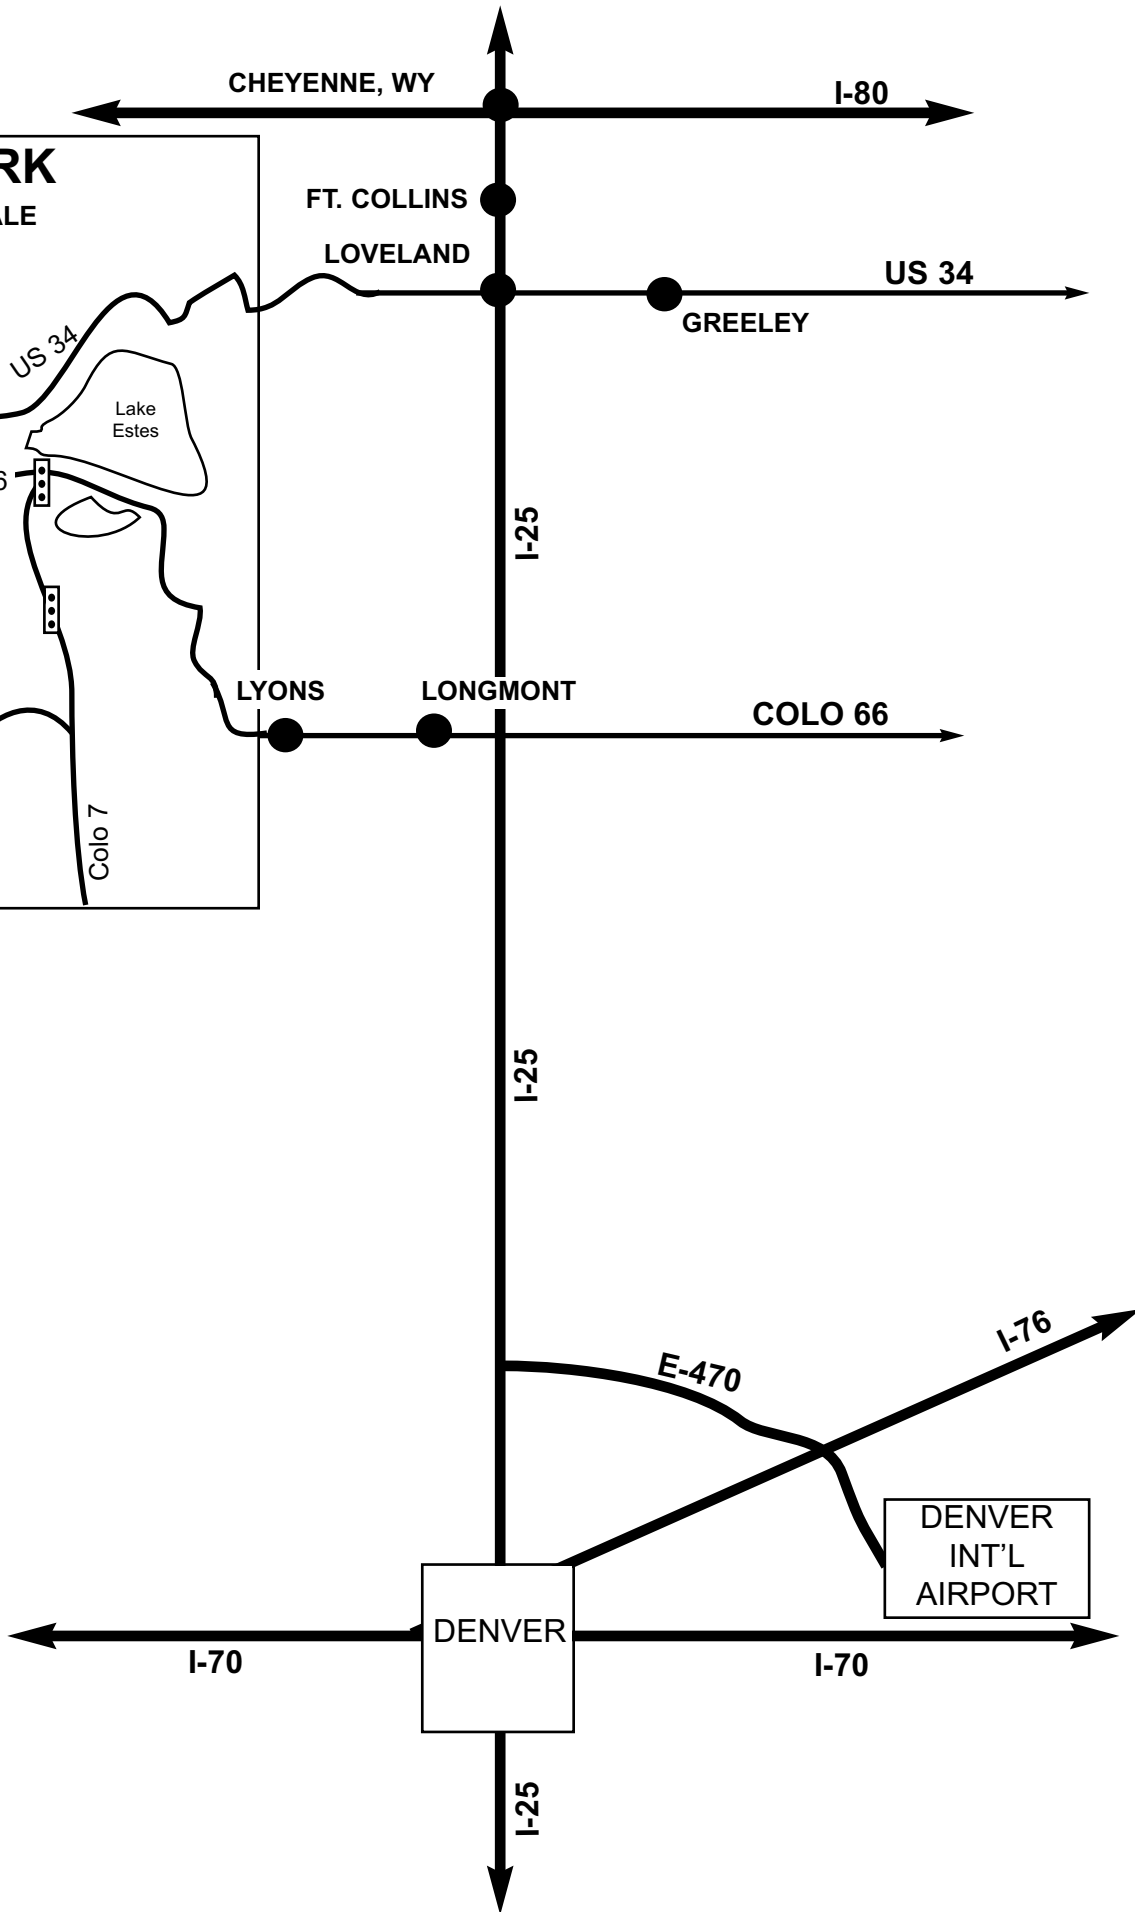 CHEYENNE, WY
I-80
RK
ALE
FT. COLLINS
LOVELAND
US 34
GREELEY
US 34
Lake
Estes
6
I-25
LYONS
LONGMONT
COLO 66
Colo 7
I-25
I-76
E-470
DENVER
INT'L
AIRPORT
DENVER
I-70
I-70
I-25